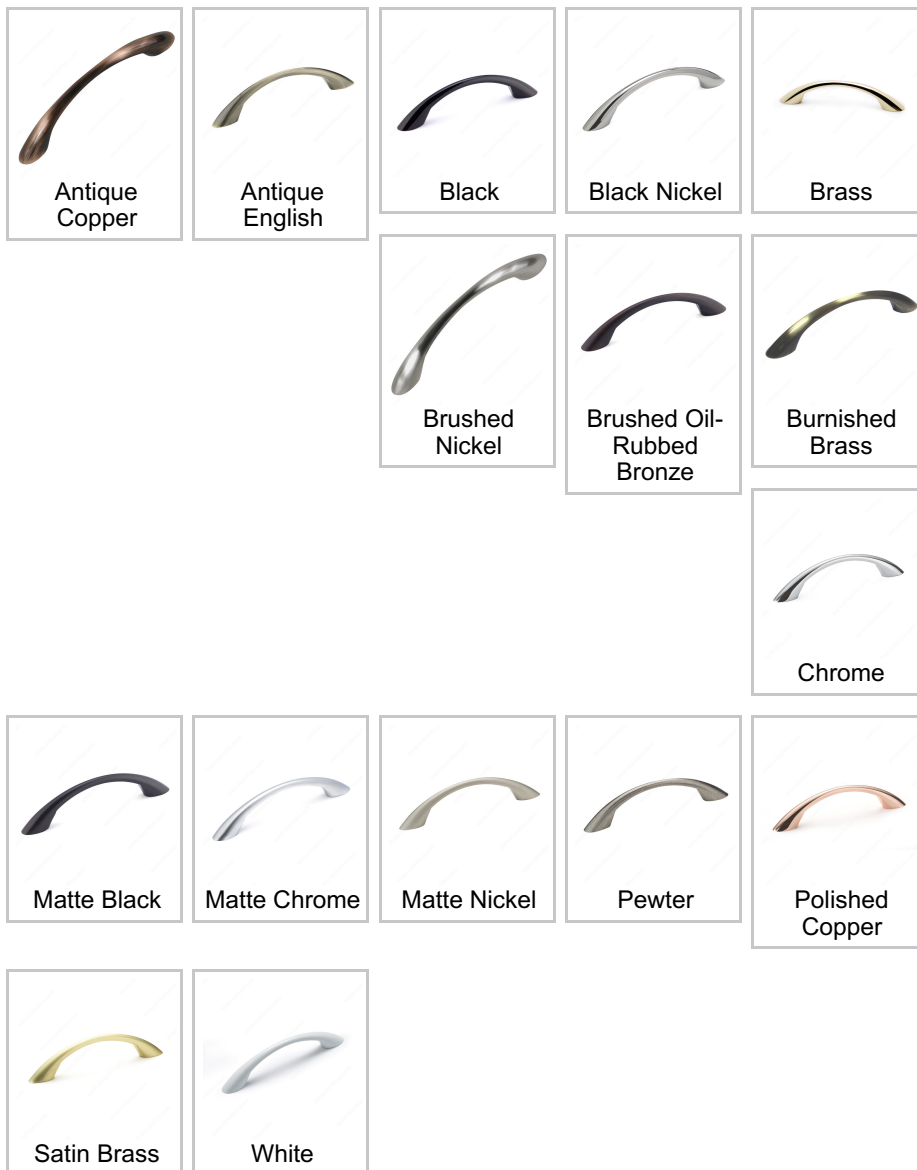 Antique
Copper
Antique
English
Black
Black Nickel
Brass
Brushed
Nickel
Brushed Oil-
Rubbed
Bronze
Burnished
Brass
Chrome
Matte Black
Matte Chrome
Matte Nickel
Pewter
Polished
Copper
Satin Brass
White